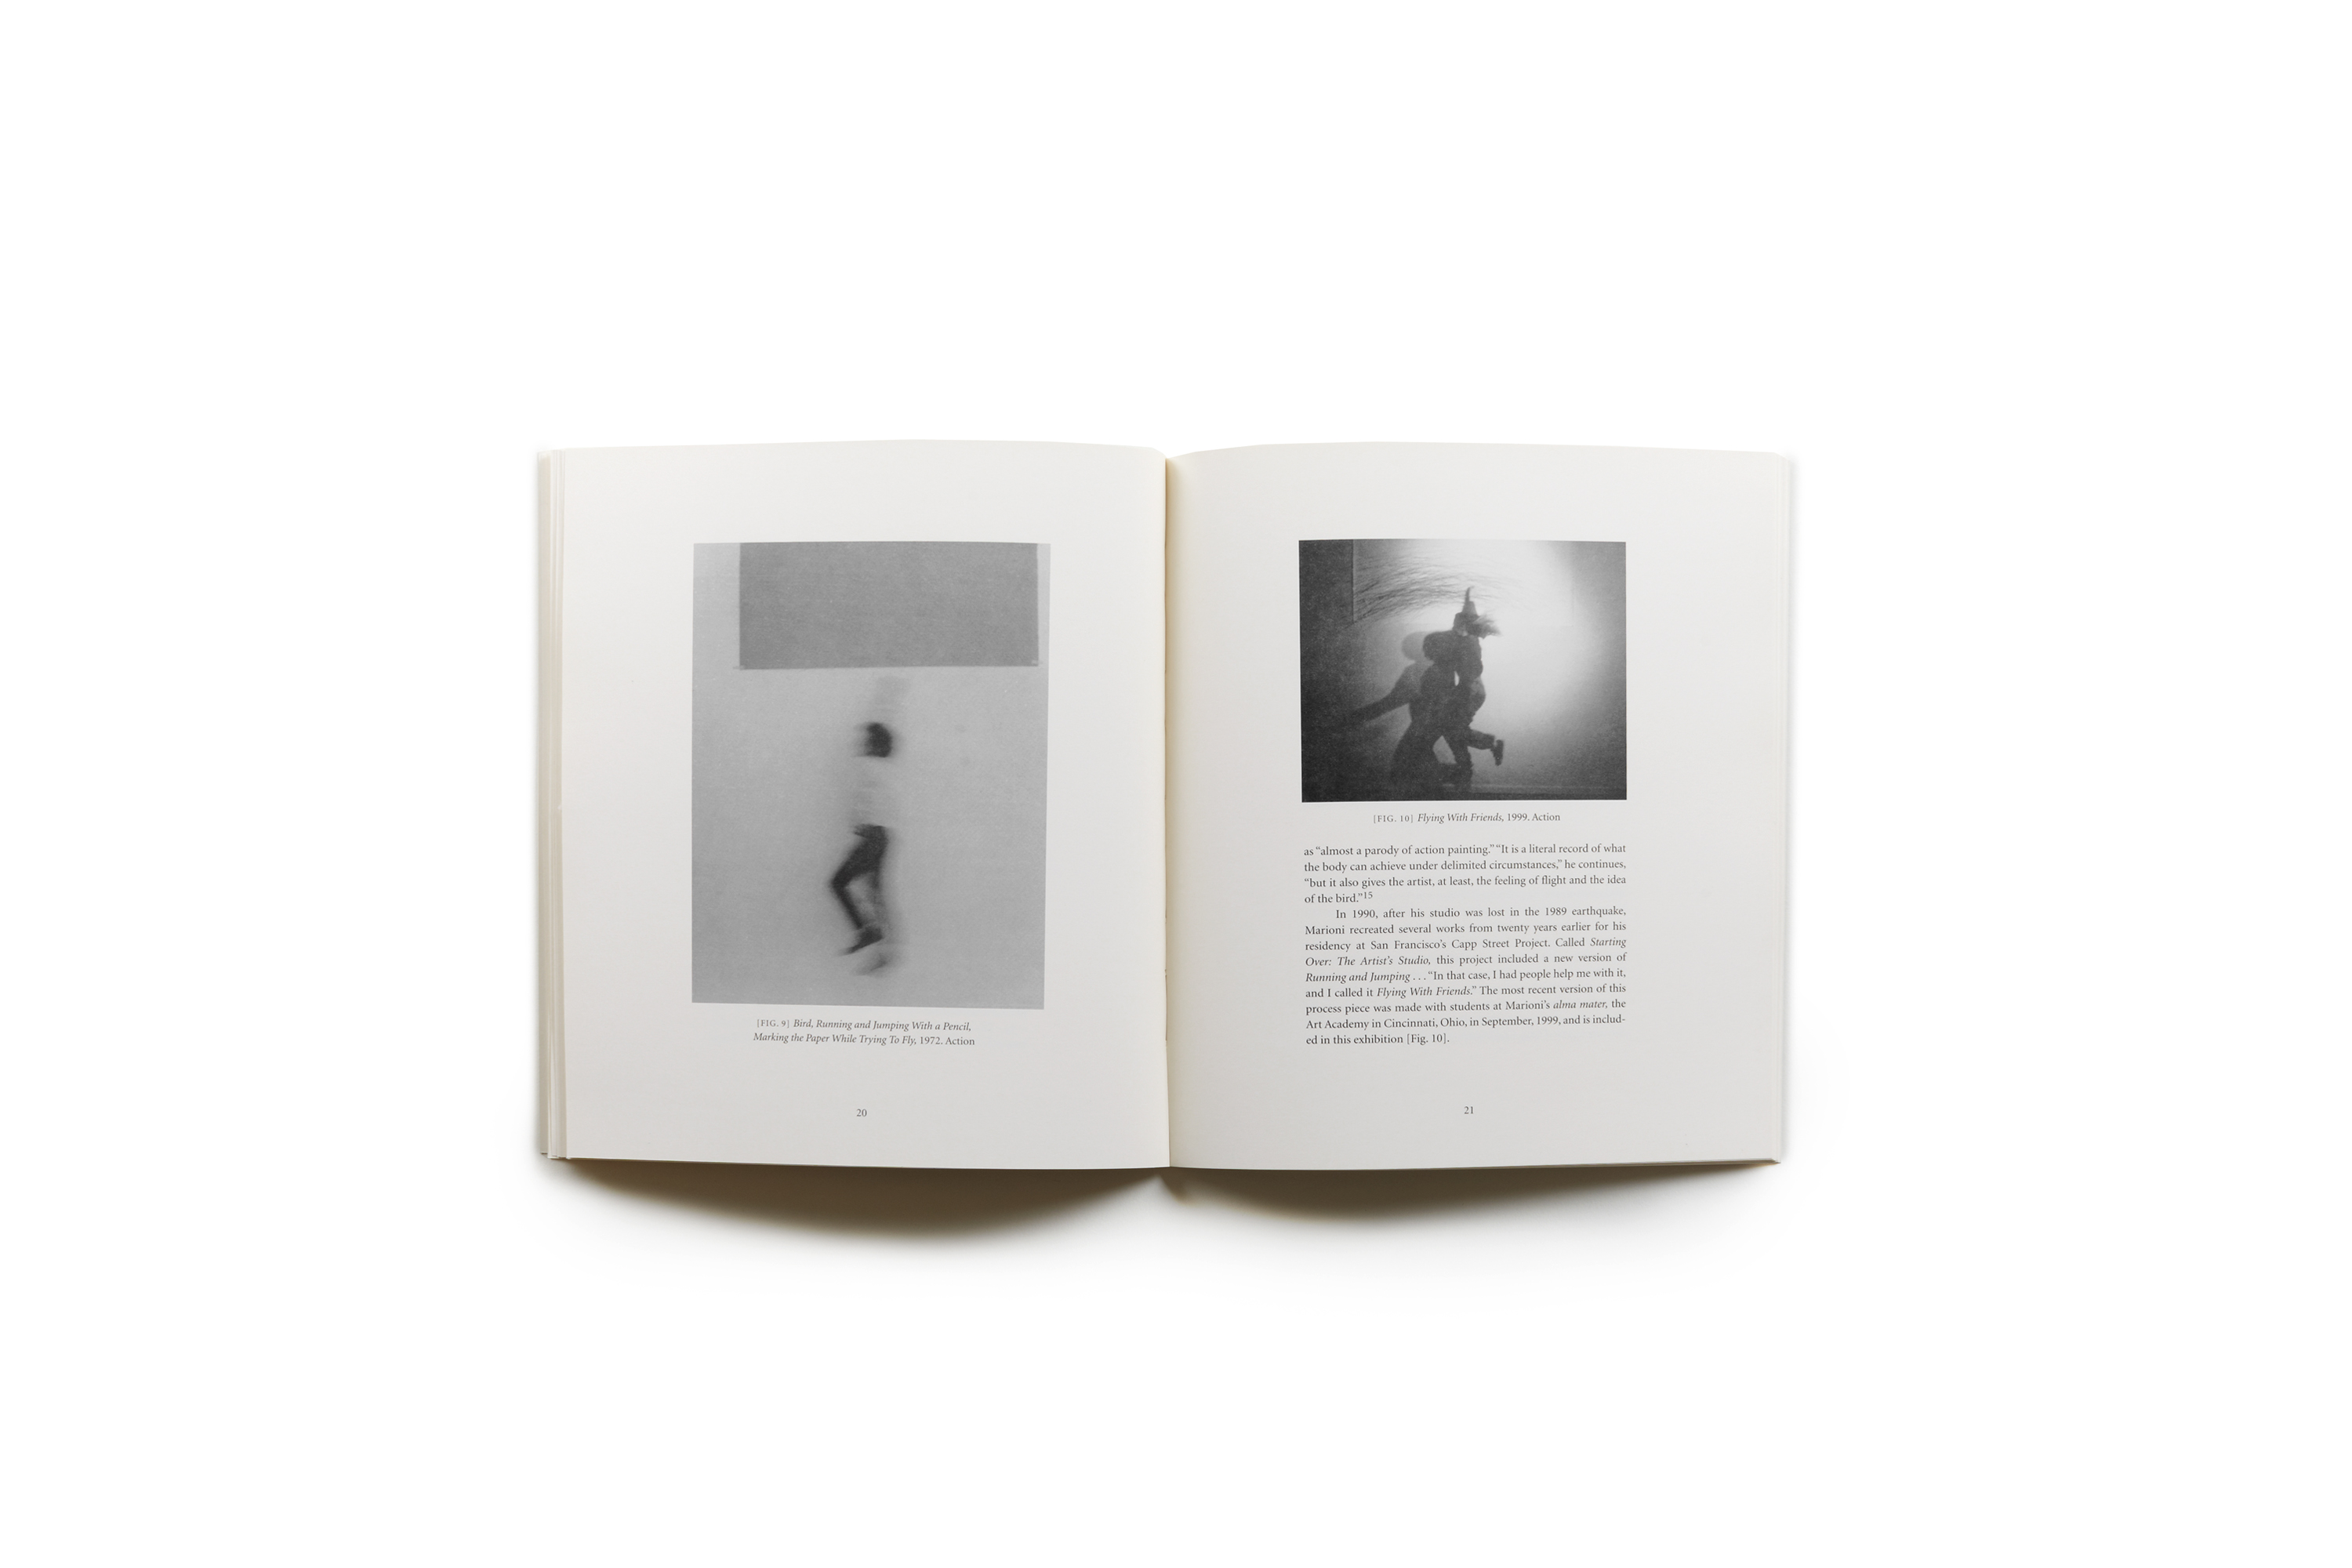 [FIG. 9] Bird, Running and Jumping With a Pencil,
Marking the Paper While Trying To Fly, 1972. Action
20
[FIG. 10] Flying With Friends, 1999. Action
as “almost a parody of action painting.” “It is a literal record of what
the body can achieve under delimited circumstances,” he continues,
“but it also gives the artist, at least, the feeling of flight and the idea
of the bird.”15
In 1990, after his studio was lost in the 1989 earthquake,
Marioni recreated several works from twenty years earlier for his
residency at San Francisco’s Capp Street Project. Called Starting
Over: The Artist’s Studio, this project included a new version of
Running and Jumping . . . “In that case, I had people help me with it,
and I called it Flying With Friends.” The most recent version of this
process piece was made with students at Marioni’s alma mater, the
Art Academy in Cincinnati, Ohio, in September, 1999, and is includ-
ed in this exhibition [Fig. 10].
21